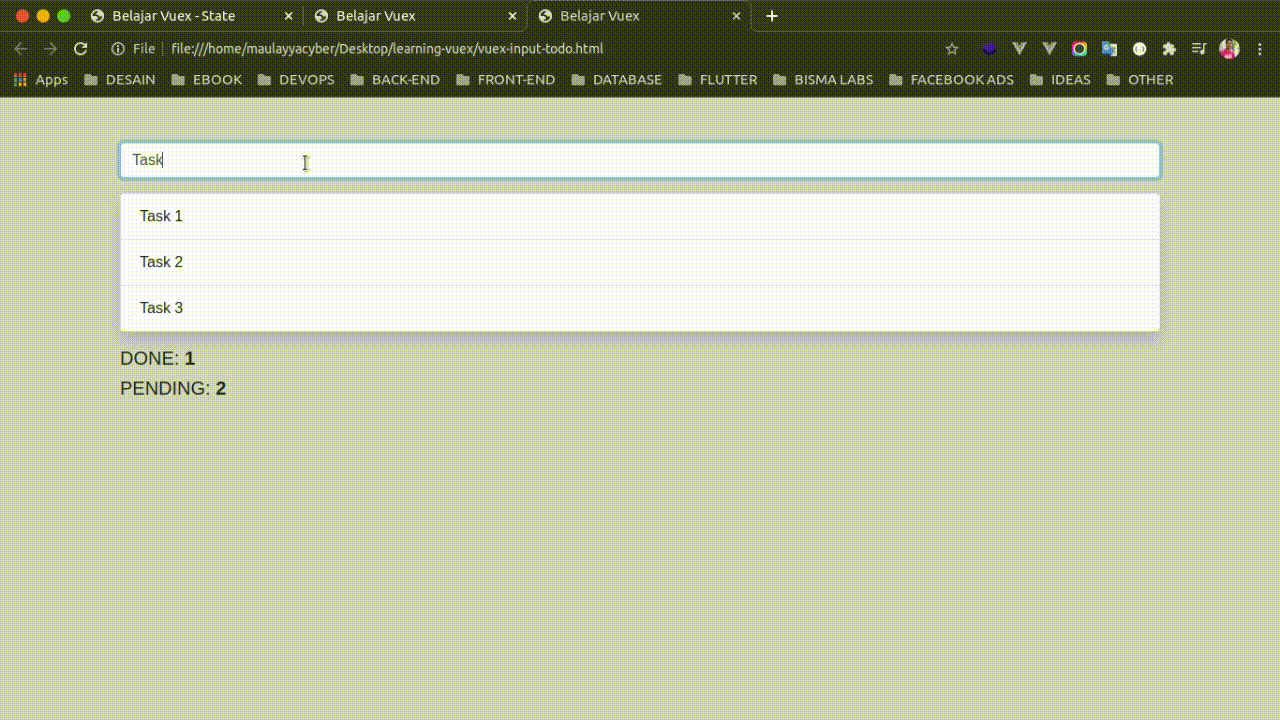 Belajar Vuex - State Belajar Vuex Belajar Vuex
File file:///home/maulayyacyber/Desktop/learning-vuex/vuex-input-todo.html
Apps DESAIN EBOOK DEVOPS BACK-END FRONT-END DATABASE FLUTTER BISMA LABS FACEBOOK ADS IDEAS OTHER
Task
Task 1
Task 2
Task 3
DONE: 1
PENDING: 2